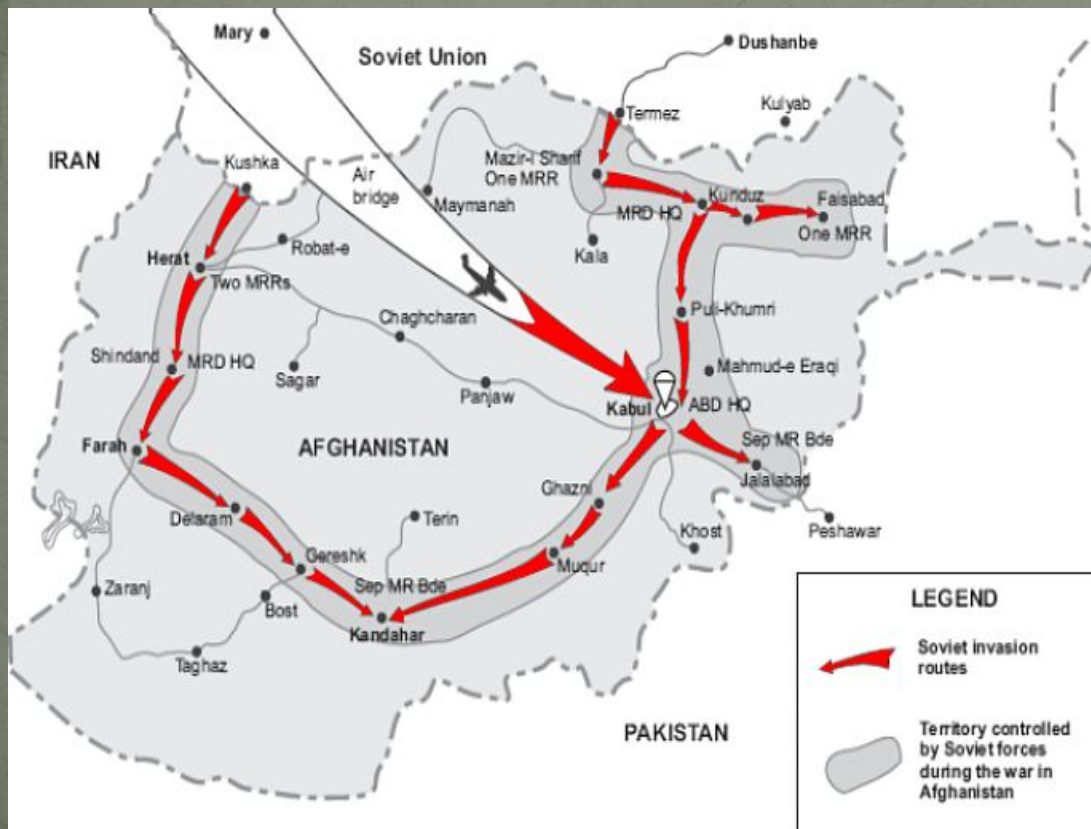 Mary
Soviet Union
Dushanbe
Termez
Kulyab
IRAN
Kushka
Air
bridge
Maymanah
Mazir-i Sharif
One MRR
Kunduz
MRD HQ
Faisabad
One MRR
Herat
Robat-e
Two MRRs
Kala
Puli-Khumri
Chaghcharan
Shindand
MRD HQ
Sagar
Panjaw
Mahmud-e Eraqi
Kabul
ABD HQ
Farah
AFGHANISTAN
Sep MR Bde
Jalalabad
Ghazni
Delaram
Terin
Khost
Peshawar
Gereshk
Muqur
Zaranj
Bost
Sep MR Bde
Kandahar
Taghaz
PAKISTAN
LEGEND
Soviet invasion
routes
Territory controlled
by Soviet forces
during the war in
Afghanistan